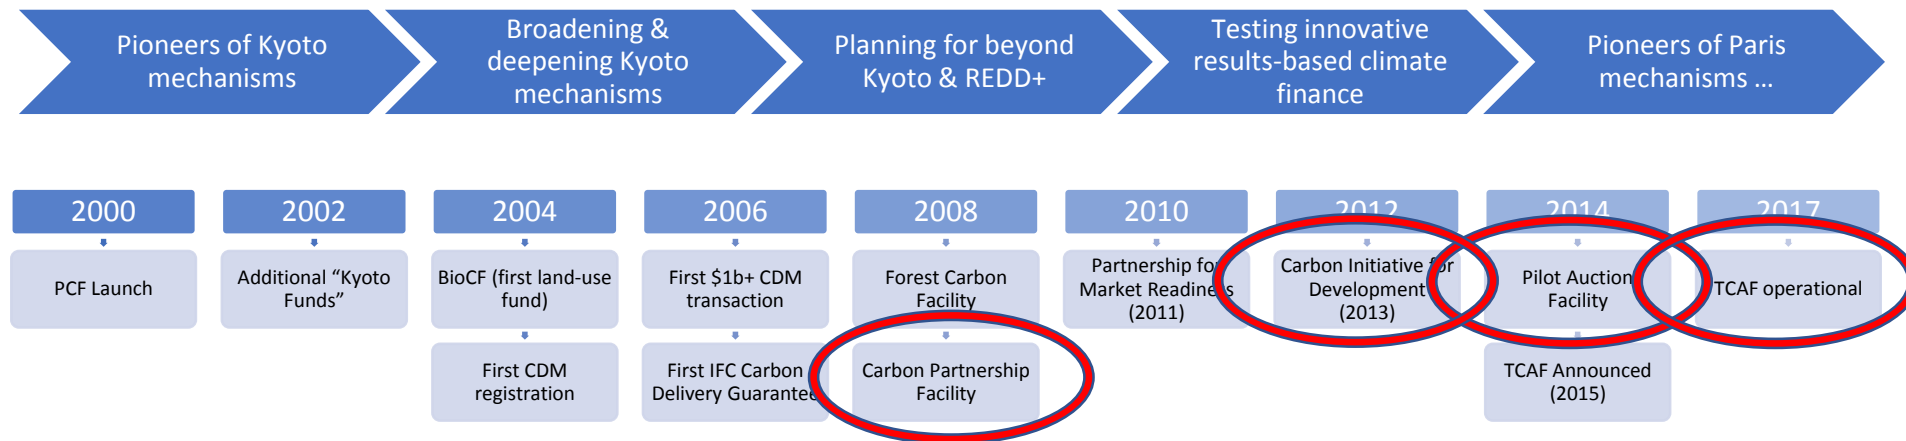 Pioneers of Kyoto
mechanisms
Broadening &
deepening Kyoto
mechanisms
Planning for beyond
Kyoto & REDD+
Testing innovative
results-based climate
finance
Pioneers of Paris
mechanisms ...
2000
2002
2004
2006
2008
2010
2012
2014
2017
PCF Launch
Additional “Kyoto
Funds”
BioCF (first land-use
fund)
First $1b+ CDM
transaction
Forest Carbon
Facility
Partnership for
Market Readiness
(2011)
Carbon Initiative for
Development
(2013)
Pilot Auction
Facility
TCAF operational
First CDM
registration
First IFC Carbon
Delivery Guarantee
Carbon Partnership
Facility
TCAF Announced
(2015)